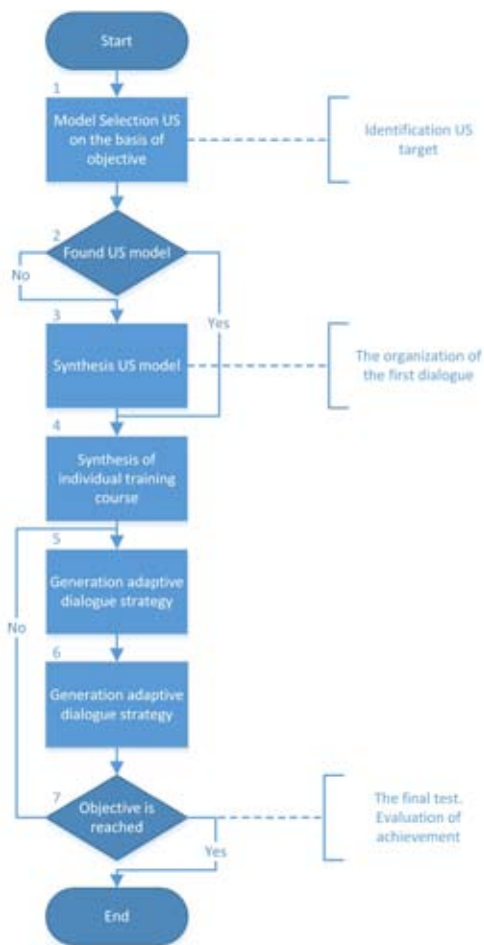 Start
1
Model Selection US
on the basis of
objective
Identification US
target
2
Found US model
No
Yes
3
Synthesis US model
The organization of
the first dialogue
4
Synthesis of
individual training
course
5
Generation adaptive
dialogue strategy
No
6
Generation adaptive
dialogue strategy
7
Objective is
reached
The final test.
Evaluation of
achievement
Yes
End